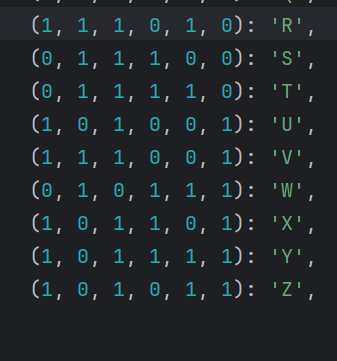 (1, 1, 1, 0, 1, 0): 'R',
(0, 1, 1, 1, 0, 0): 'S',
(0, 1, 1, 1, 1, 0): 'T',
(1, 0, 1, 0, 0, 1): 'U',
(1, 1, 1, 0, 0, 1): 'V',
(0, 1, 0, 1, 1, 1): 'W',
(1, 0, 1, 1, 0, 1): 'X',
(1, 0, 1, 1, 1, 1): 'Y',
(1, 0, 1, 0, 1, 1): 'Z',